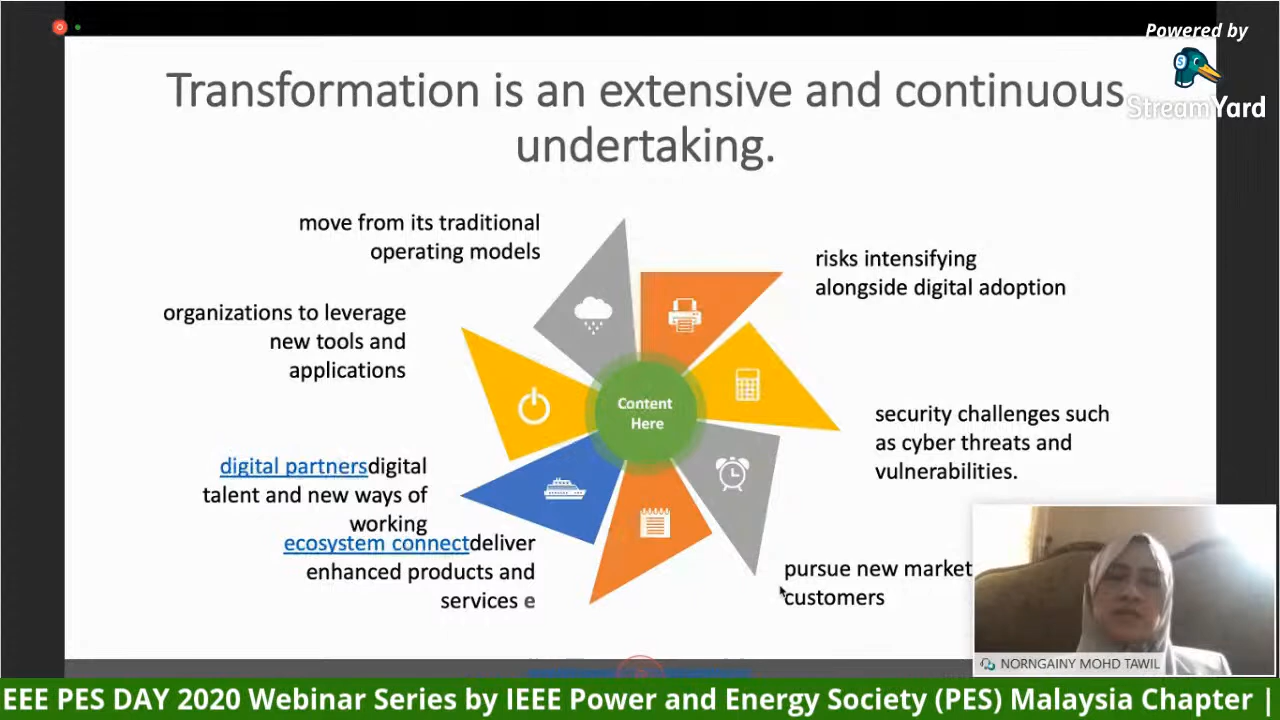 Powered by
StreamYard
Transformation is an extensive and continuous
undertaking.
move from its traditional
operating models
risks intensifying
alongside digital adoption
organizations to leverage
new tools and
applications
Content
Here
security challenges such
as cyber threats and
vulnerabilities.
digital partnersdigital
talent and new ways of
working
ecosystem connectdeliver
enhanced products and
services e
pursue new market
customers
NORNGAINY MOHD TAWIL
EEE PES DAY 2020 Webinar Series by IEEE Power and Energy Society (PES) Malaysia Chapter |